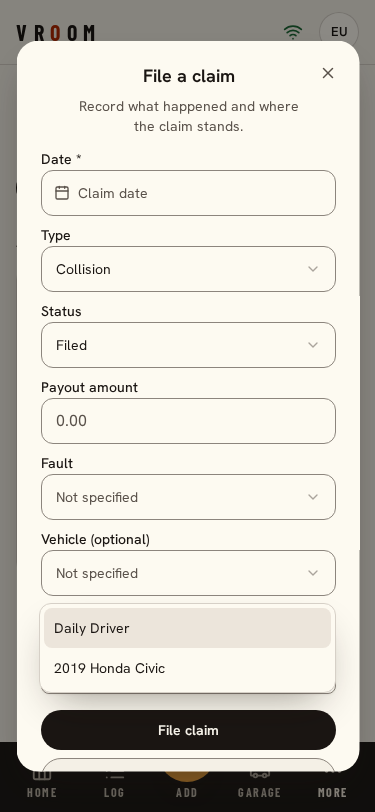 VROOM
EU
File a claim
Record what happened and where
the claim stands.
Date *
Claim date
Type
Collision
Status
Filed
Payout amount
0.00
Fault
Not specified
Vehicle (optional)
Not specified
Daily Driver
2019 Honda Civic
File claim
HOME
LOG
ADD
GARAGE
MORE